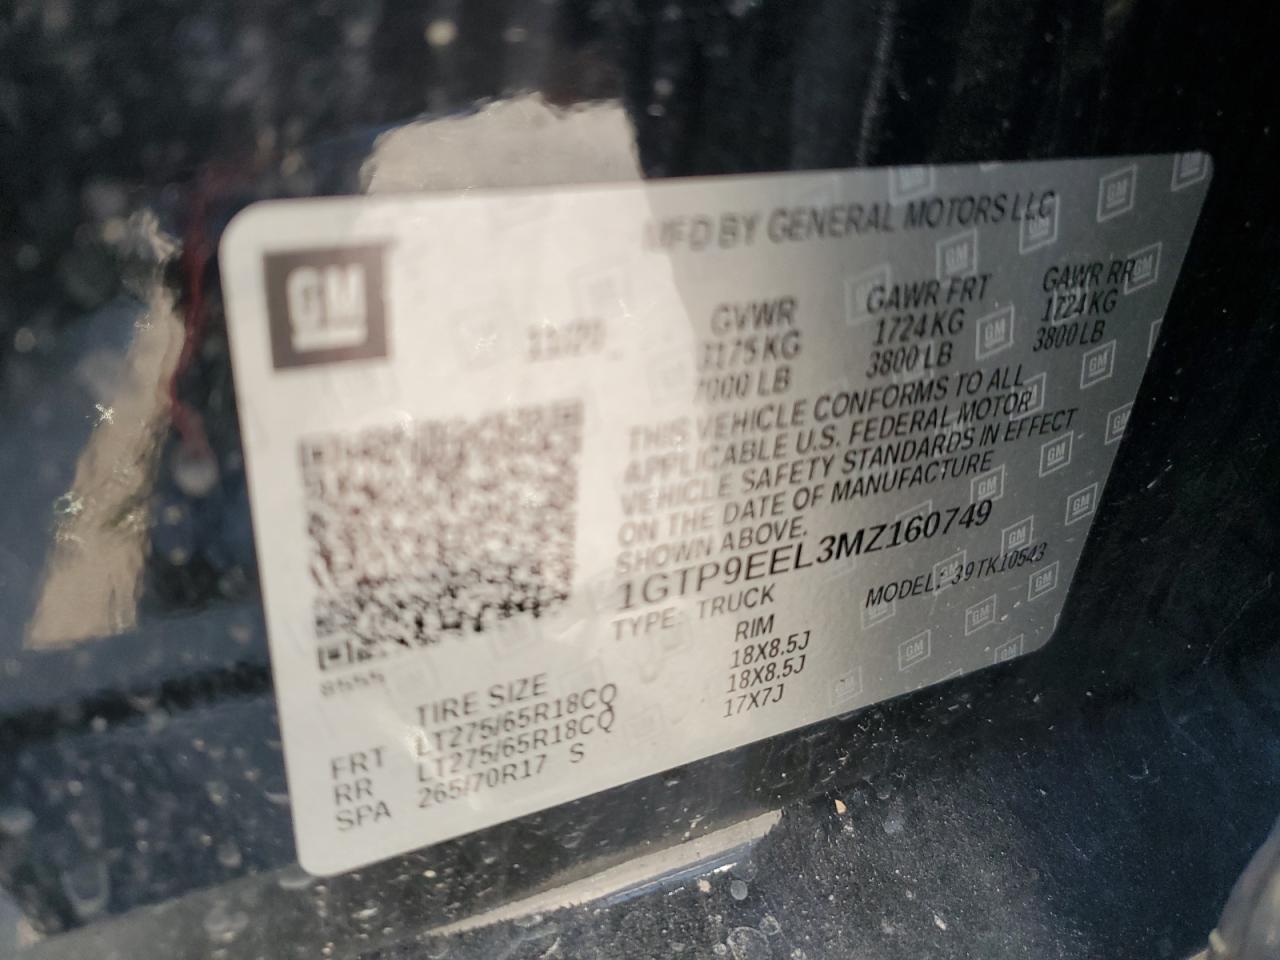 MFD BY GENERAL MOTORS LLC
GM
11/20
GVWR GAWR FRT GAWR RR
3175 KG 1724 KG 1724 KG
7000 LB 3800 LB 3800 LB
THIS VEHICLE CONFORMS TO ALL
APPLICABLE U.S. FEDERAL MOTOR
VEHICLE SAFETY STANDARDS IN EFFECT
ON THE DATE OF MANUFACTURE
SHOWN ABOVE.
1GTP9EEL3MZ160749
TYPE: TRUCK MODEL: 39TK10543
TIRE SIZE RIM
FRT LT275/65R18CQ 18X8.5J
RR LT275/65R18CQ 18X8.5J
SPA 265/70R17 S 17X7J